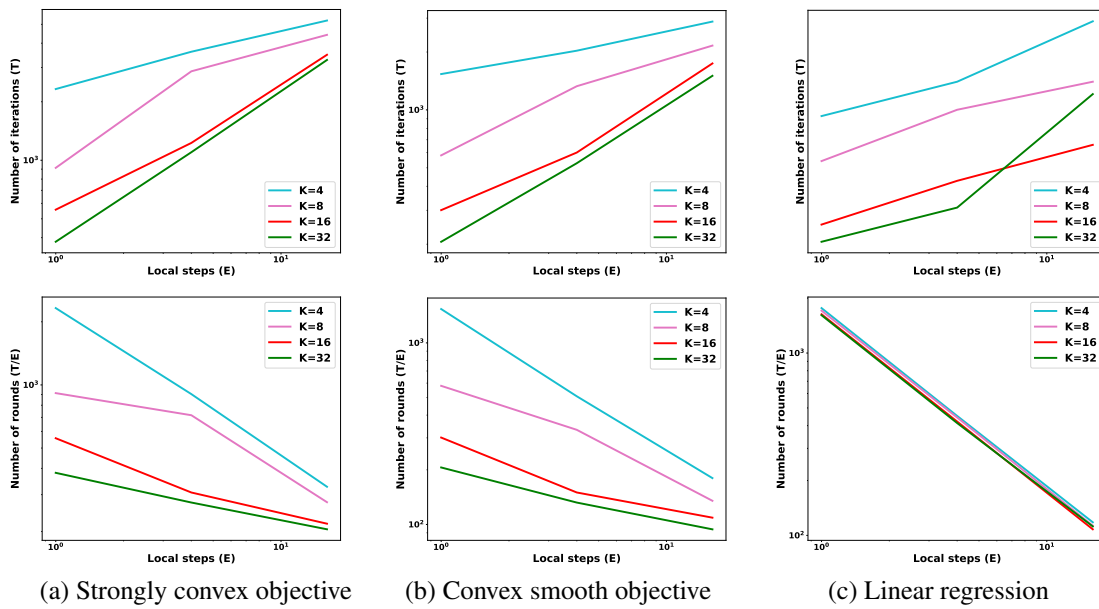 Number of iterations (T)
10³
10⁰
10¹
Local steps (E)
K=4
K=8
K=16
K=32
Number of iterations (T)
10³
10⁰
10¹
Local steps (E)
K=4
K=8
K=16
K=32
Number of iterations (T)
10⁰
10¹
Local steps (E)
K=4
K=8
K=16
K=32
Number of rounds (T/E)
10³
10⁰
10¹
Local steps (E)
K=4
K=8
K=16
K=32
(a) Strongly convex objective
Number of rounds (T/E)
10³
10²
10⁰
10¹
Local steps (E)
K=4
K=8
K=16
K=32
(b) Convex smooth objective
Number of rounds (T/E)
10³
10²
10⁰
10¹
Local steps (E)
K=4
K=8
K=16
K=32
(c) Linear regression